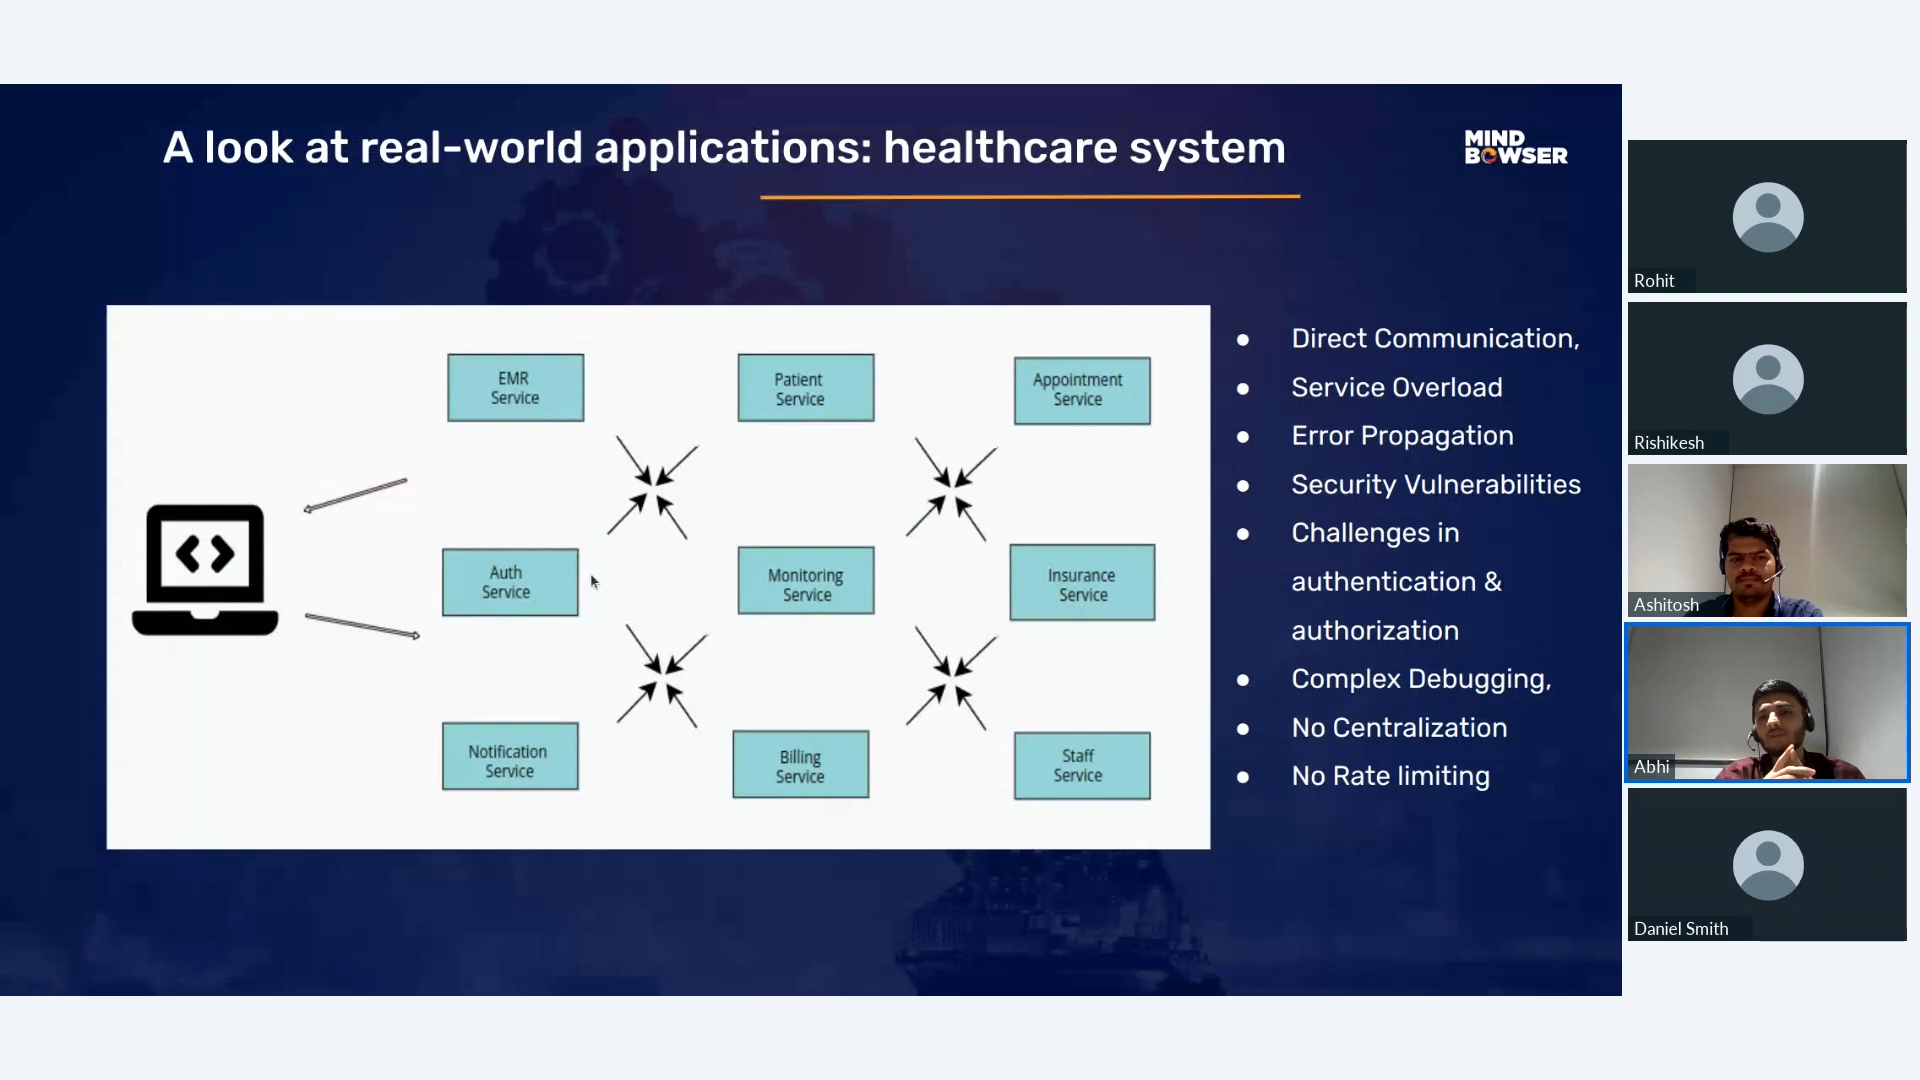 A look at real-world applications: healthcare system
MIND
BOWSER
EMR
Service
Patient
Service
Appointment
Service
Auth
Service
Monitoring
Service
Insurance
Service
Notification
Service
Billing
Service
Staff
Service
● Direct Communication,
● Service Overload
● Error Propagation
● Security Vulnerabilities
● Challenges in
authentication &
authorization
● Complex Debugging,
● No Centralization
● No Rate limiting
Rohit
Rishikesh
Ashitosh
Abhi
Daniel Smith